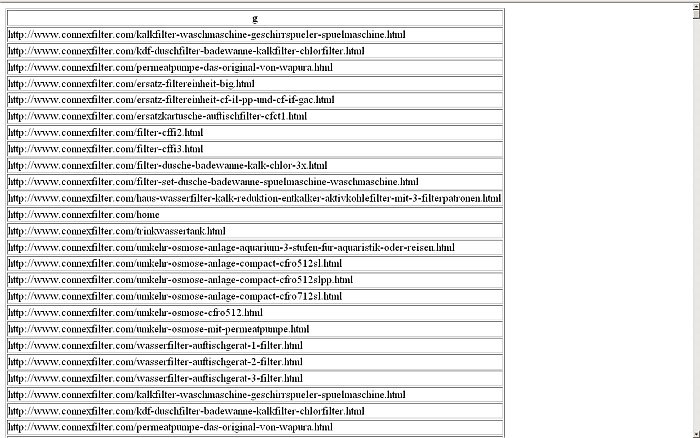 g
http://www.connexfilter.com/kalkfilter-waschmaschine-geschirrspueler-spuelmaschine.html
http://www.connexfilter.com/kdf-duschfilter-badewanne-kalkfilter-chlorfilter.html
http://www.connexfilter.com/permeatpumpe-das-original-von-wapura.html
http://www.connexfilter.com/ersatz-filtereinheit-big.html
http://www.connexfilter.com/ersatz-filtereinheit-cf-il-pp-und-cf-if-gac.html
http://www.connexfilter.com/ersatzkartusche-auftischfilter-cfct1.html
http://www.connexfilter.com/filter-cffi2.html
http://www.connexfilter.com/filter-cffi3.html
http://www.connexfilter.com/filter-dusche-badewanne-kalk-chlor-3x.html
http://www.connexfilter.com/filter-set-dusche-badewanne-spuelmaschine-waschmaschine.html
http://www.connexfilter.com/haus-wasserfilter-kalk-reduktion-entkalker-aktivkohlefilter-mit-3-filterpatronen.html
http://www.connexfilter.com/home
http://www.connexfilter.com/trinkwassertank.html
http://www.connexfilter.com/umkehr-osmose-anlage-aquarium-3-stufen-fur-aquaristik-oder-reisen.html
http://www.connexfilter.com/umkehr-osmose-anlage-compact-cfro512sl.html
http://www.connexfilter.com/umkehr-osmose-anlage-compact-cfro512slpp.html
http://www.connexfilter.com/umkehr-osmose-anlage-compact-cfro712sl.html
http://www.connexfilter.com/umkehr-osmose-cfro512.html
http://www.connexfilter.com/umkehr-osmose-mit-permeatpumpe.html
http://www.connexfilter.com/wasserfilter-auftischgerat-1-filter.html
http://www.connexfilter.com/wasserfilter-auftischgerat-2-filter.html
http://www.connexfilter.com/wasserfilter-auftischgerat-3-filter.html
http://www.connexfilter.com/kalkfilter-waschmaschine-geschirrspueler-spuelmaschine.html
http://www.connexfilter.com/kdf-duschfilter-badewanne-kalkfilter-chlorfilter.html
http://www.connexfilter.com/permeatpumpe-das-original-von-wapura.html